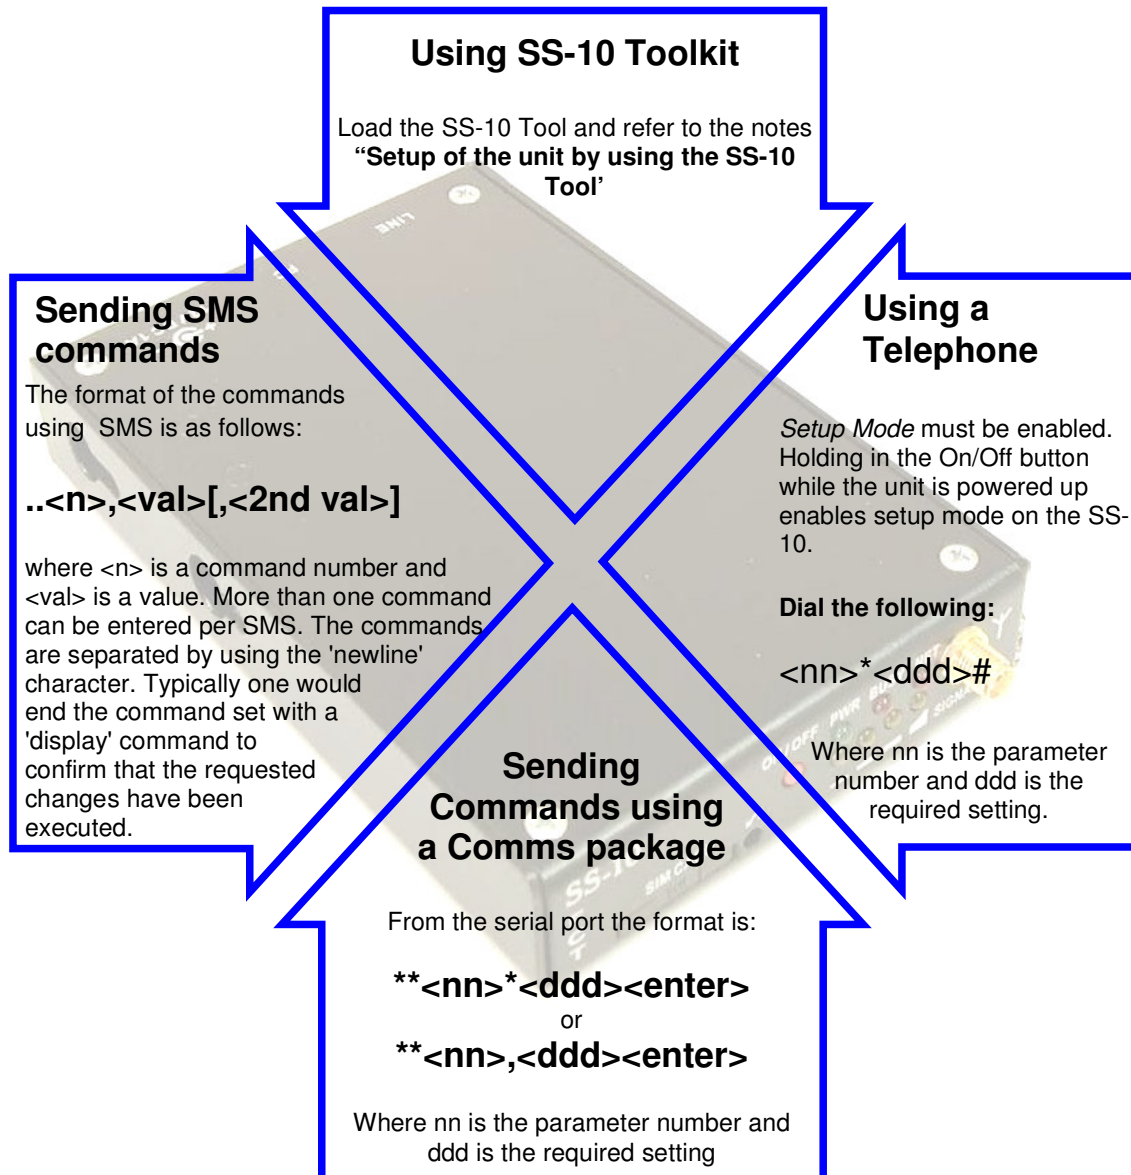 Using SS-10 Toolkit
Load the SS-10 Tool and refer to the notes
“Setup of the unit by using the SS-10
Tool’
Sending SMS
commands
The format of the commands
using SMS is as follows:
..<n>,<val>[,<2nd val>]
where <n> is a command number and
<val> is a value. More than one command
can be entered per SMS. The commands
are separated by using the 'newline'
character. Typically one would
end the command set with a
'display' command to
confirm that the requested
changes have been
executed.
Using a
Telephone
Setup Mode must be enabled.
Holding in the On/Off button
while the unit is powered up
enables setup mode on the SS-
10.
Dial the following:
<nn>*<ddd>#
Where nn is the parameter
number and ddd is the
required setting.
Sending
Commands using
a Comms package
From the serial port the format is:
**<nn>*<ddd><enter>
or
**<nn>,<ddd><enter>
Where nn is the parameter number and
ddd is the required setting
LINE
ON/OFF
PWR
SS-10